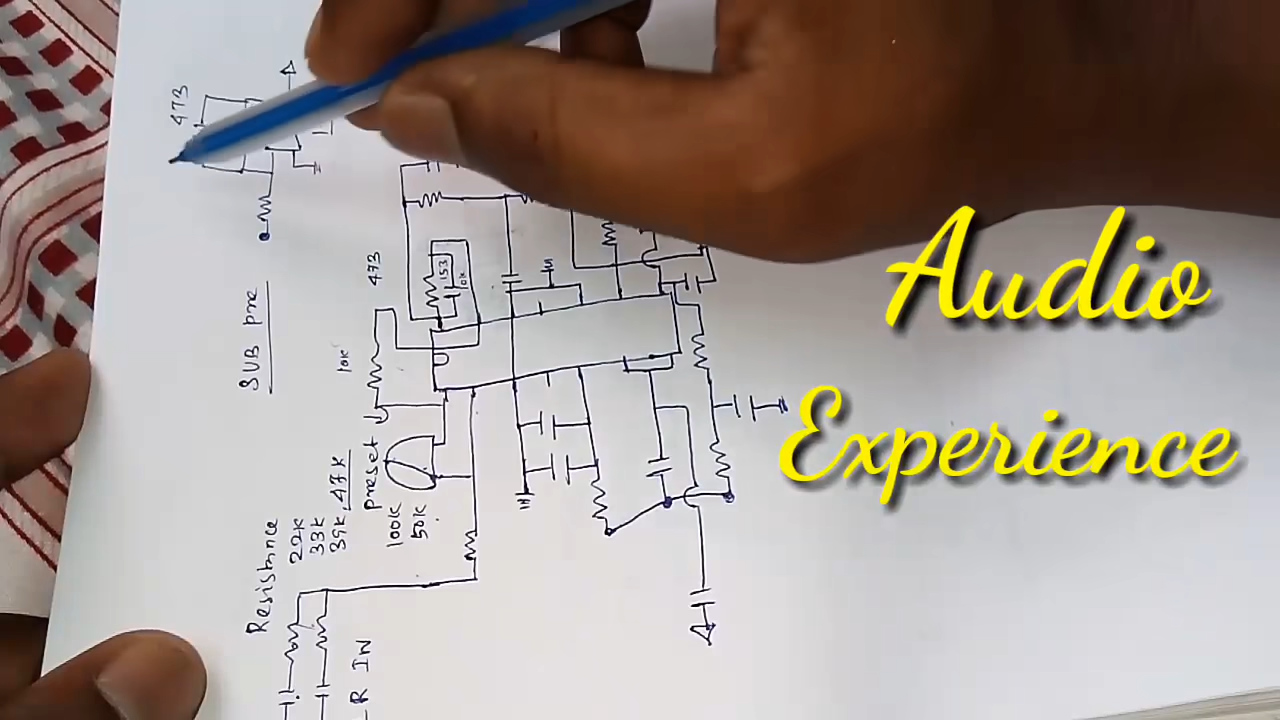 Audio
Experience
473
SUB pre
473
153
10K
10K
Resistance
22K
33K
39K, 47K
preset
100K
50K
L R IN